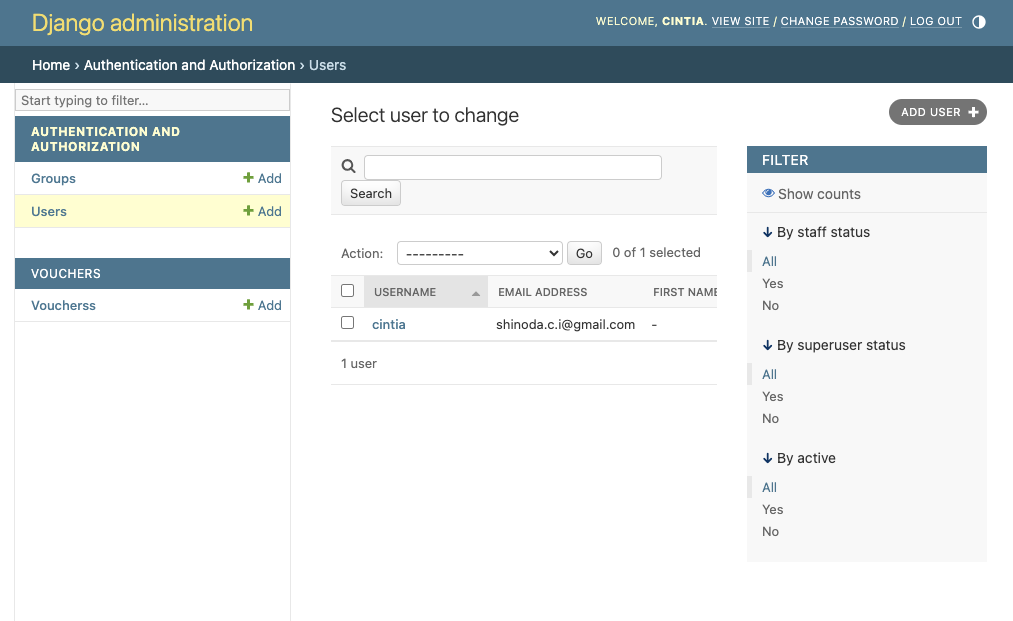 Django administration
WELCOME, CINTIA. VIEW SITE / CHANGE PASSWORD / LOG OUT
Home › Authentication and Authorization › Users
Start typing to filter...
AUTHENTICATION AND
AUTHORIZATION
Groups + Add
Users + Add
VOUCHERS
Voucherss + Add
Select user to change
ADD USER +
Search
Action: --------- Go 0 of 1 selected
USERNAME EMAIL ADDRESS FIRST NAME
cintia shinoda.c.i@gmail.com -
1 user
FILTER
Show counts
↓ By staff status
All
Yes
No
↓ By superuser status
All
Yes
No
↓ By active
All
Yes
No